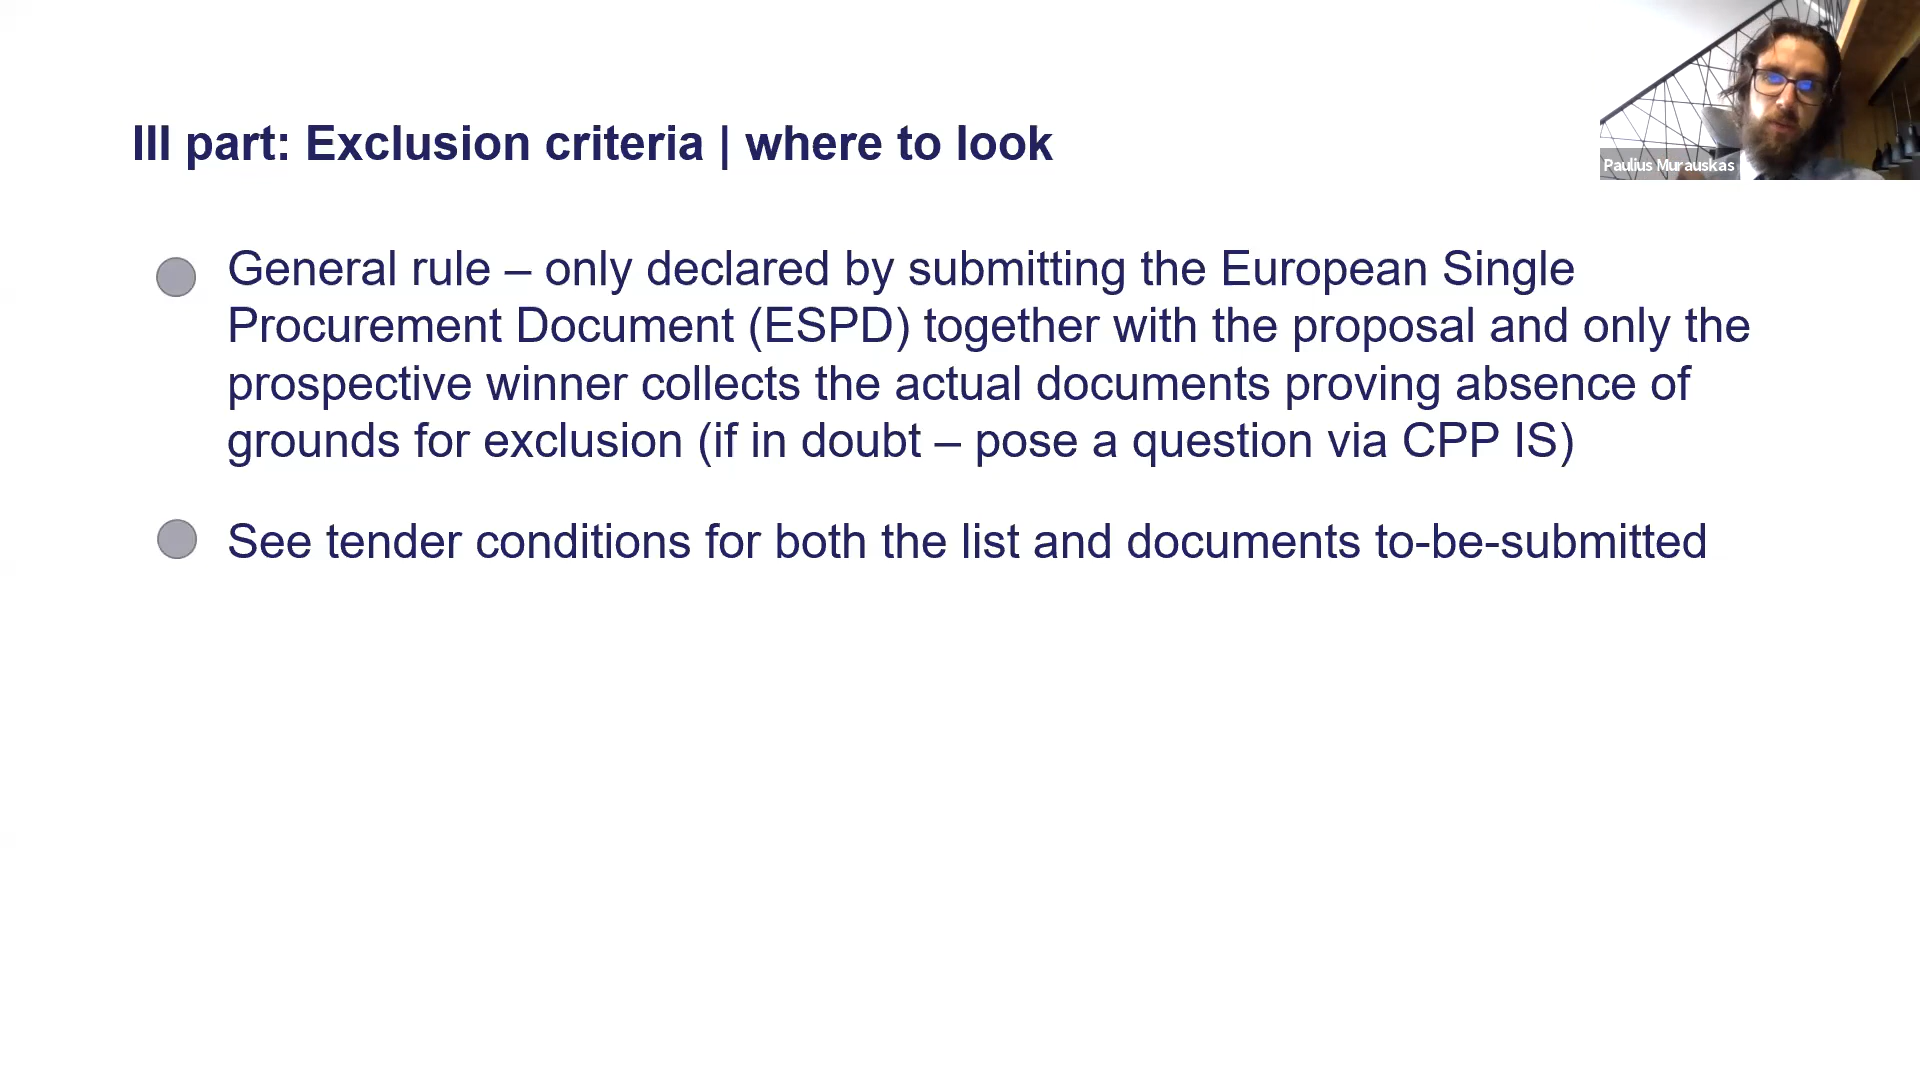 III part: Exclusion criteria | where to look
Paulius Murauskas
General rule – only declared by submitting the European Single
Procurement Document (ESPD) together with the proposal and only the
prospective winner collects the actual documents proving absence of
grounds for exclusion (if in doubt – pose a question via CPP IS)
See tender conditions for both the list and documents to-be-submitted